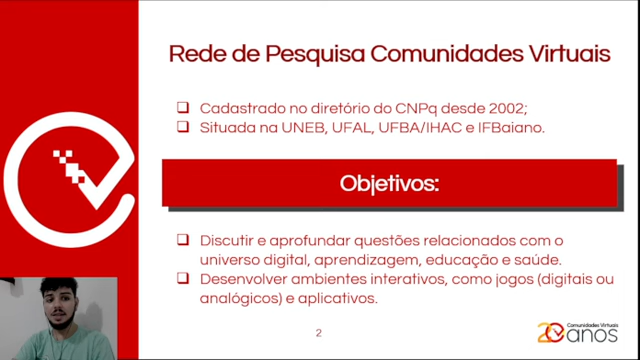 Rede de Pesquisa Comunidades Virtuais
❑ Cadastrado no diretório do CNPq desde 2002;
❑ Situada na UNEB, UFAL, UFBA/IHAC e IFBaiano.
Objetivos:
❑ Discutir e aprofundar questões relacionados com o
universo digital, aprendizagem, educação e saúde.
❑ Desenvolver ambientes interativos, como jogos (digitais ou
analógicos) e aplicativos.
2
Comunidades Virtuais
20anos